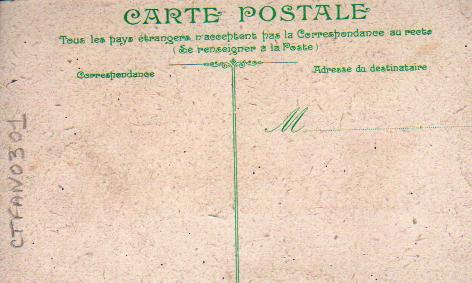 CARTE POSTALE
Tous les pays étrangers n'acceptent pas la Correspondance au recto
(Se renseigner à la Poste)
Correspondance
Adresse du destinataire
M
CTFAN0301